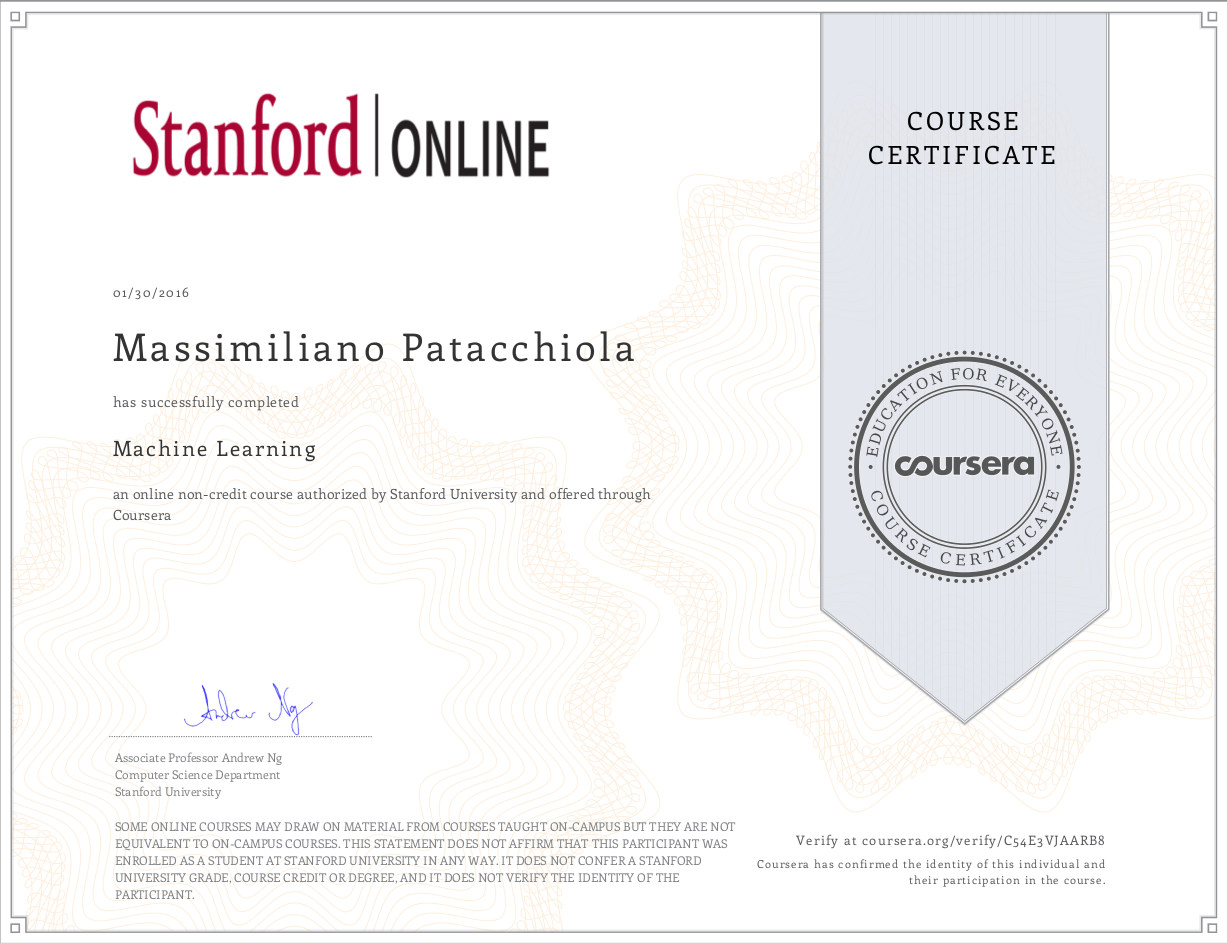 Stanford | ONLINE
COURSE
CERTIFICATE
01/30/2016
Massimiliano Patacchiola
has successfully completed
Machine Learning
an online non-credit course authorized by Stanford University and offered through
Coursera
EDUCATION FOR EVERYONE
coursera
COURSE CERTIFICATE
Andrew Ng
Associate Professor Andrew Ng
Computer Science Department
Stanford University
SOME ONLINE COURSES MAY DRAW ON MATERIAL FROM COURSES TAUGHT ON-CAMPUS BUT THEY ARE NOT
EQUIVALENT TO ON-CAMPUS COURSES. THIS STATEMENT DOES NOT AFFIRM THAT THIS PARTICIPANT WAS
ENROLLED AS A STUDENT AT STANFORD UNIVERSITY IN ANY WAY. IT DOES NOT CONFER A STANFORD
UNIVERSITY GRADE, COURSE CREDIT OR DEGREE, AND IT DOES NOT VERIFY THE IDENTITY OF THE
PARTICIPANT.
Verify at coursera.org/verify/C54E3VJAARB8
Coursera has confirmed the identity of this individual and
their participation in the course.